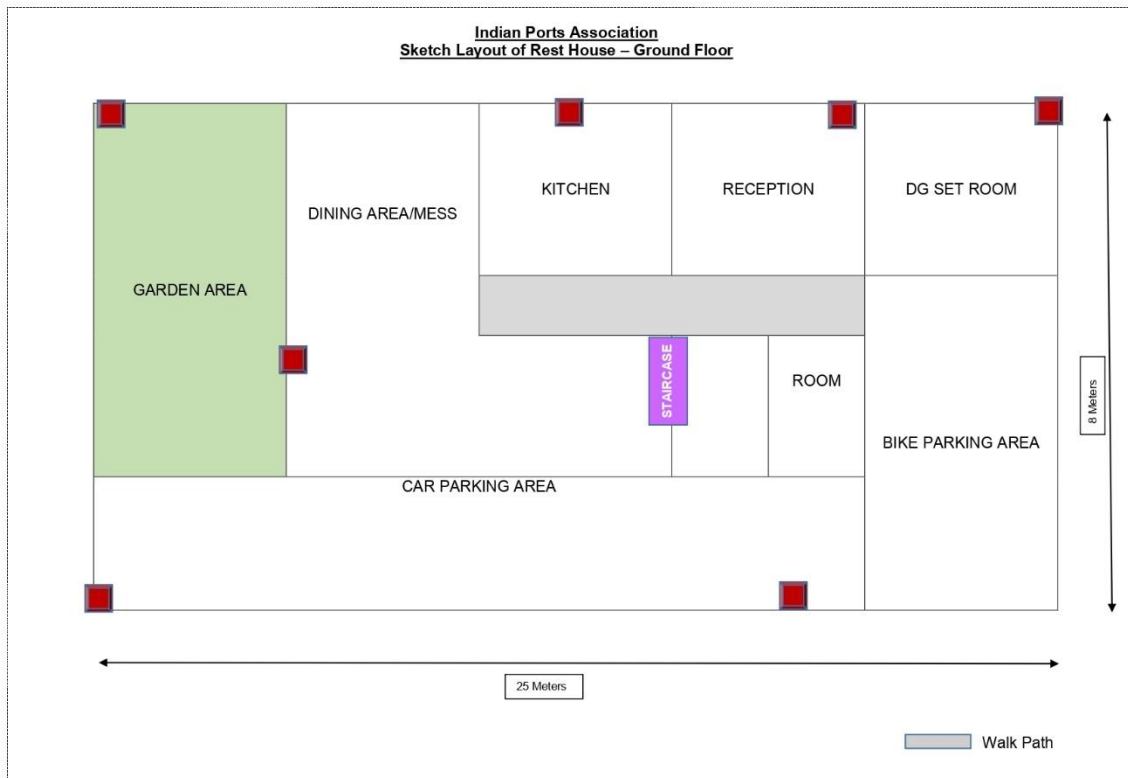 Indian Ports Association
Sketch Layout of Rest House – Ground Floor
KITCHEN
RECEPTION
DG SET ROOM
DINING AREA/MESS
GARDEN AREA
STAIRCASE
ROOM
8 Meters
BIKE PARKING AREA
CAR PARKING AREA
25 Meters
Walk Path